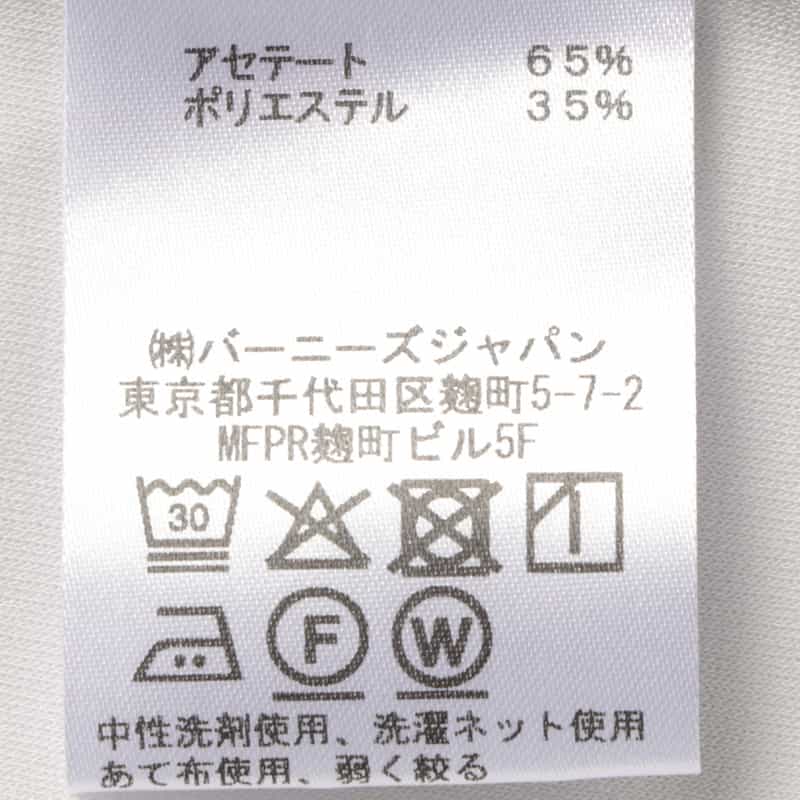 アセテート 65%
ポリエステル 35%
㈱バーニーズジャパン
東京都千代田区麹町5-7-2
MFPR麹町ビル5F
30
F W
中性洗剤使用、洗濯ネット使用
あて布使用、弱く絞る